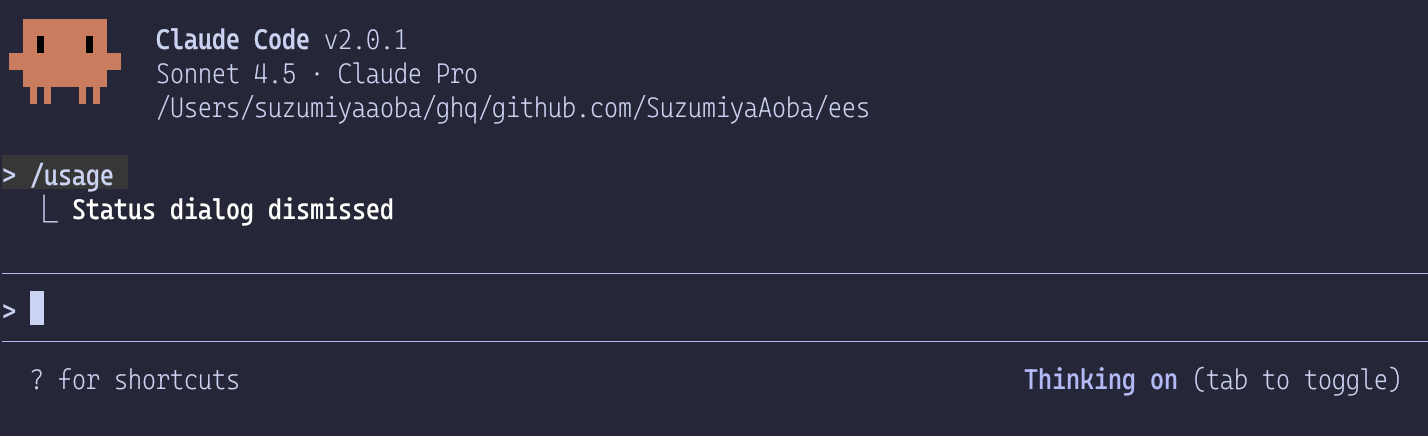 Claude Code v2.0.1
Sonnet 4.5 · Claude Pro
/Users/suzumiyaaoba/ghq/github.com/SuzumiyaAoba/ees
> /usage
⎿ Status dialog dismissed
>
? for shortcuts
Thinking on (tab to toggle)